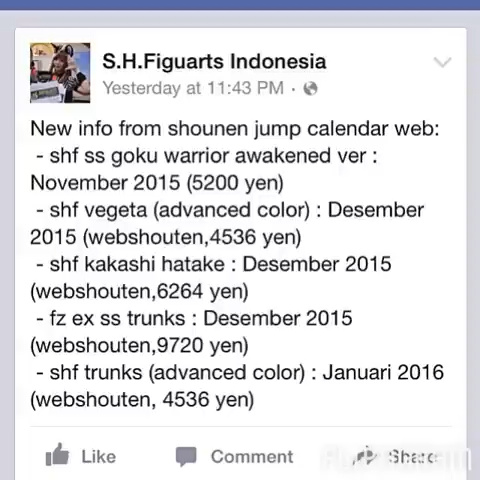 S.H.Figuarts Indonesia
Yesterday at 11:43 PM ·
New info from shounen jump calendar web:
- shf ss goku warrior awakened ver :
November 2015 (5200 yen)
- shf vegeta (advanced color) : Desember
2015 (webshouten,4536 yen)
- shf kakashi hatake : Desember 2015
(webshouten,6264 yen)
- fz ex ss trunks : Desember 2015
(webshouten,9720 yen)
- shf trunks (advanced color) : Januari 2016
(webshouten, 4536 yen)
Like Comment Share